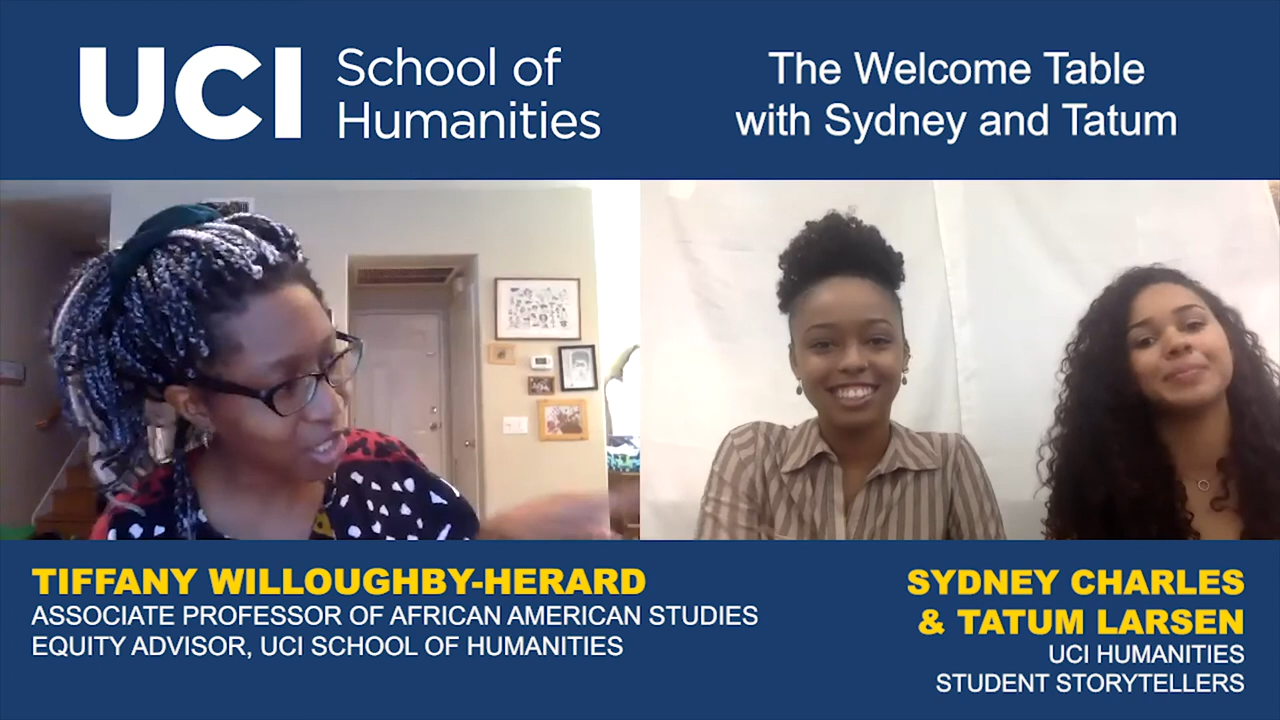 UCI School of
Humanities
The Welcome Table
with Sydney and Tatum
TIFFANY WILLOUGHBY-HERARD
ASSOCIATE PROFESSOR OF AFRICAN AMERICAN STUDIES
EQUITY ADVISOR, UCI SCHOOL OF HUMANITIES
SYDNEY CHARLES
& TATUM LARSEN
UCI HUMANITIES
STUDENT STORYTELLERS